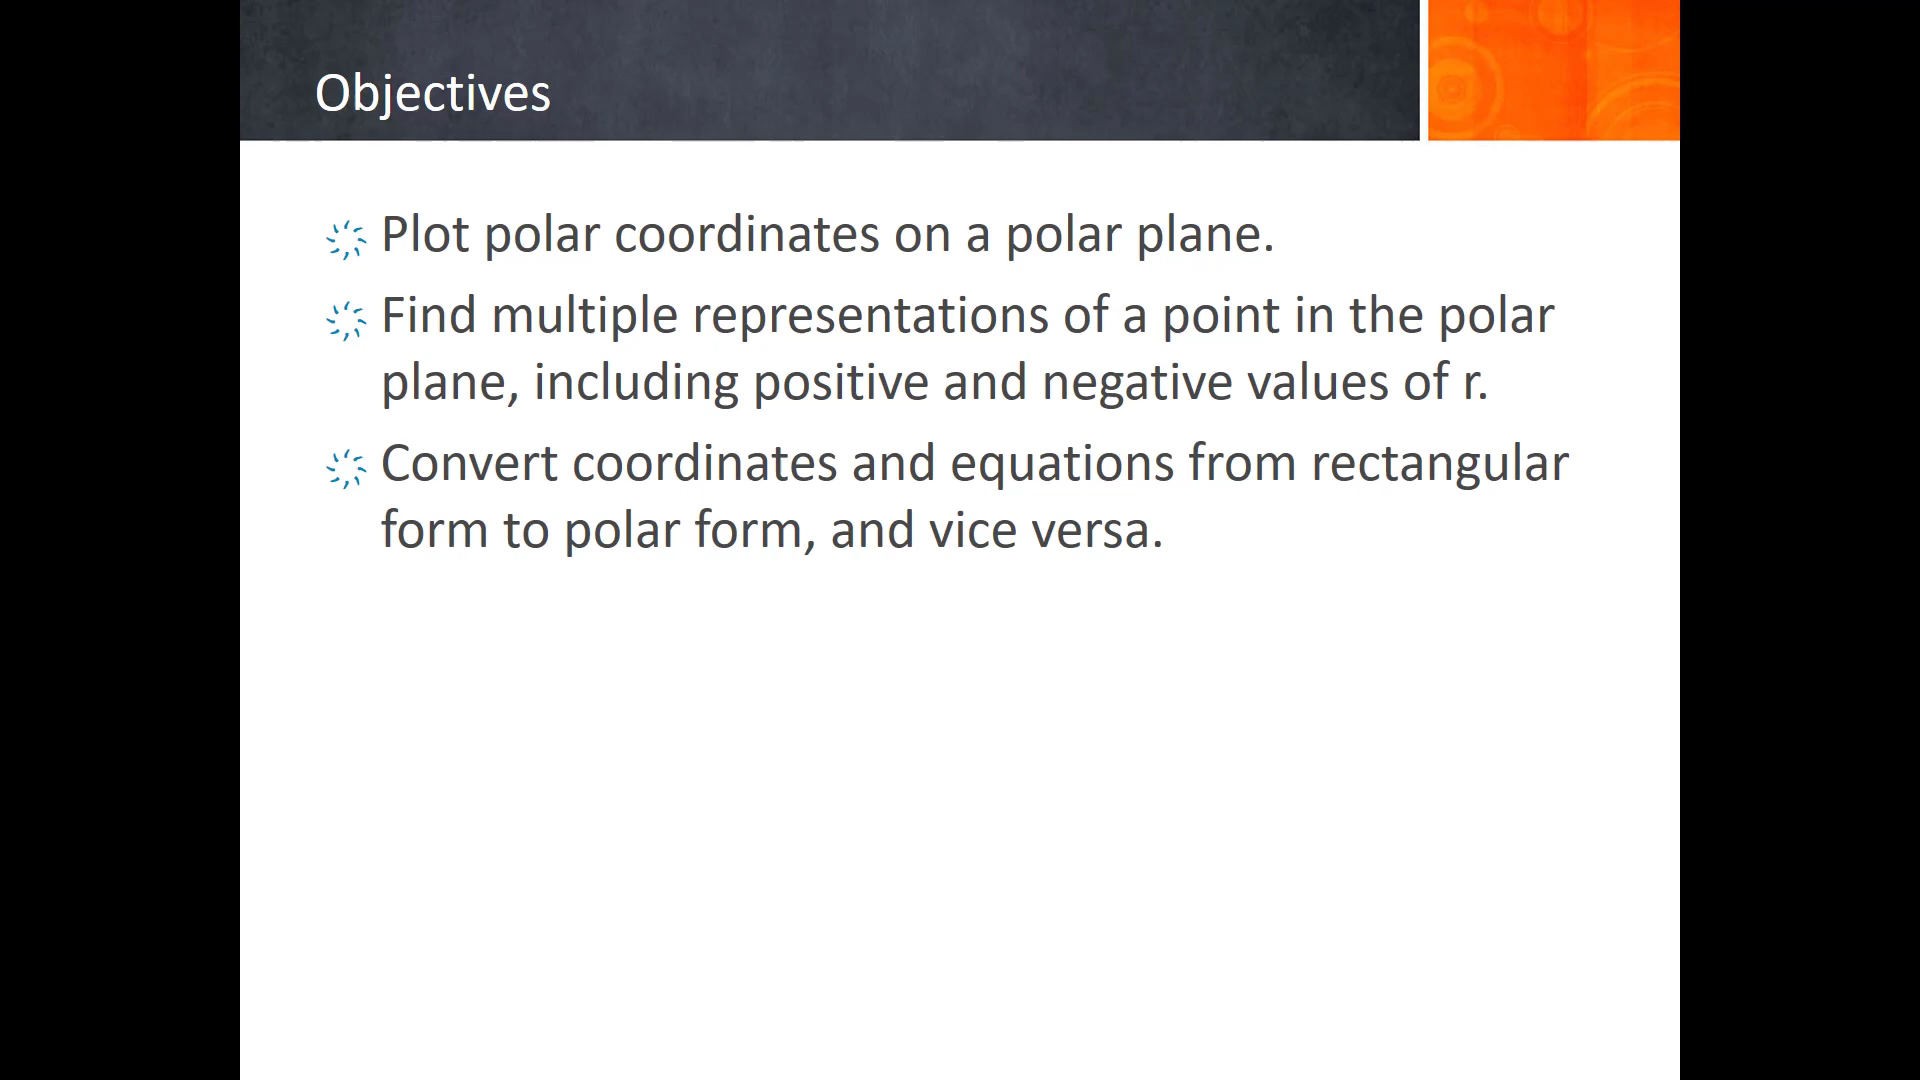 Objectives
Plot polar coordinates on a polar plane.
Find multiple representations of a point in the polar
plane, including positive and negative values of r.
Convert coordinates and equations from rectangular
form to polar form, and vice versa.